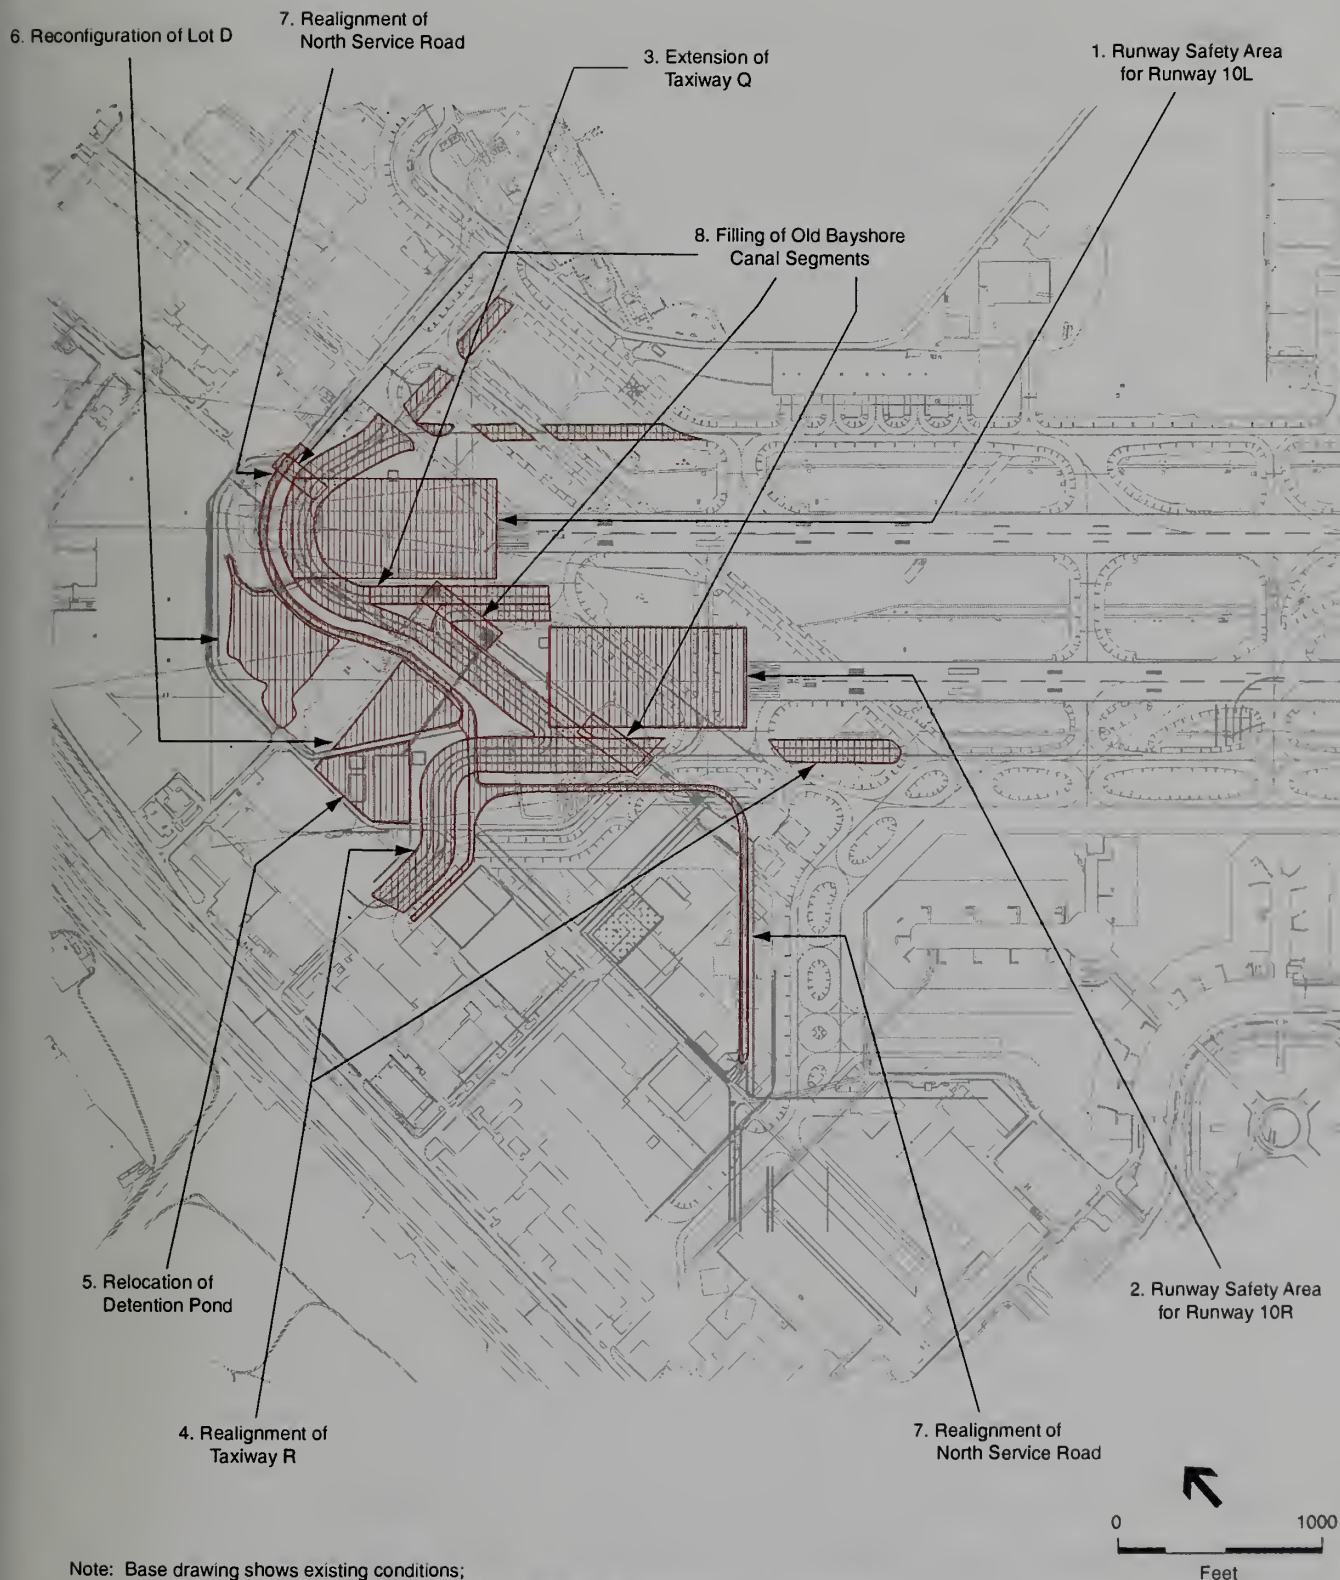 7. Realignment of
North Service Road
6. Reconfiguration of Lot D
3. Extension of
Taxiway Q
1. Runway Safety Area
for Runway 10L
8. Filling of Old Bayshore
Canal Segments
5. Relocation of
Detention Pond
2. Runway Safety Area
for Runway 10R
4. Realignment of
Taxiway R
7. Realignment of
North Service Road
0 1000
Feet
Note: Base drawing shows existing conditions;